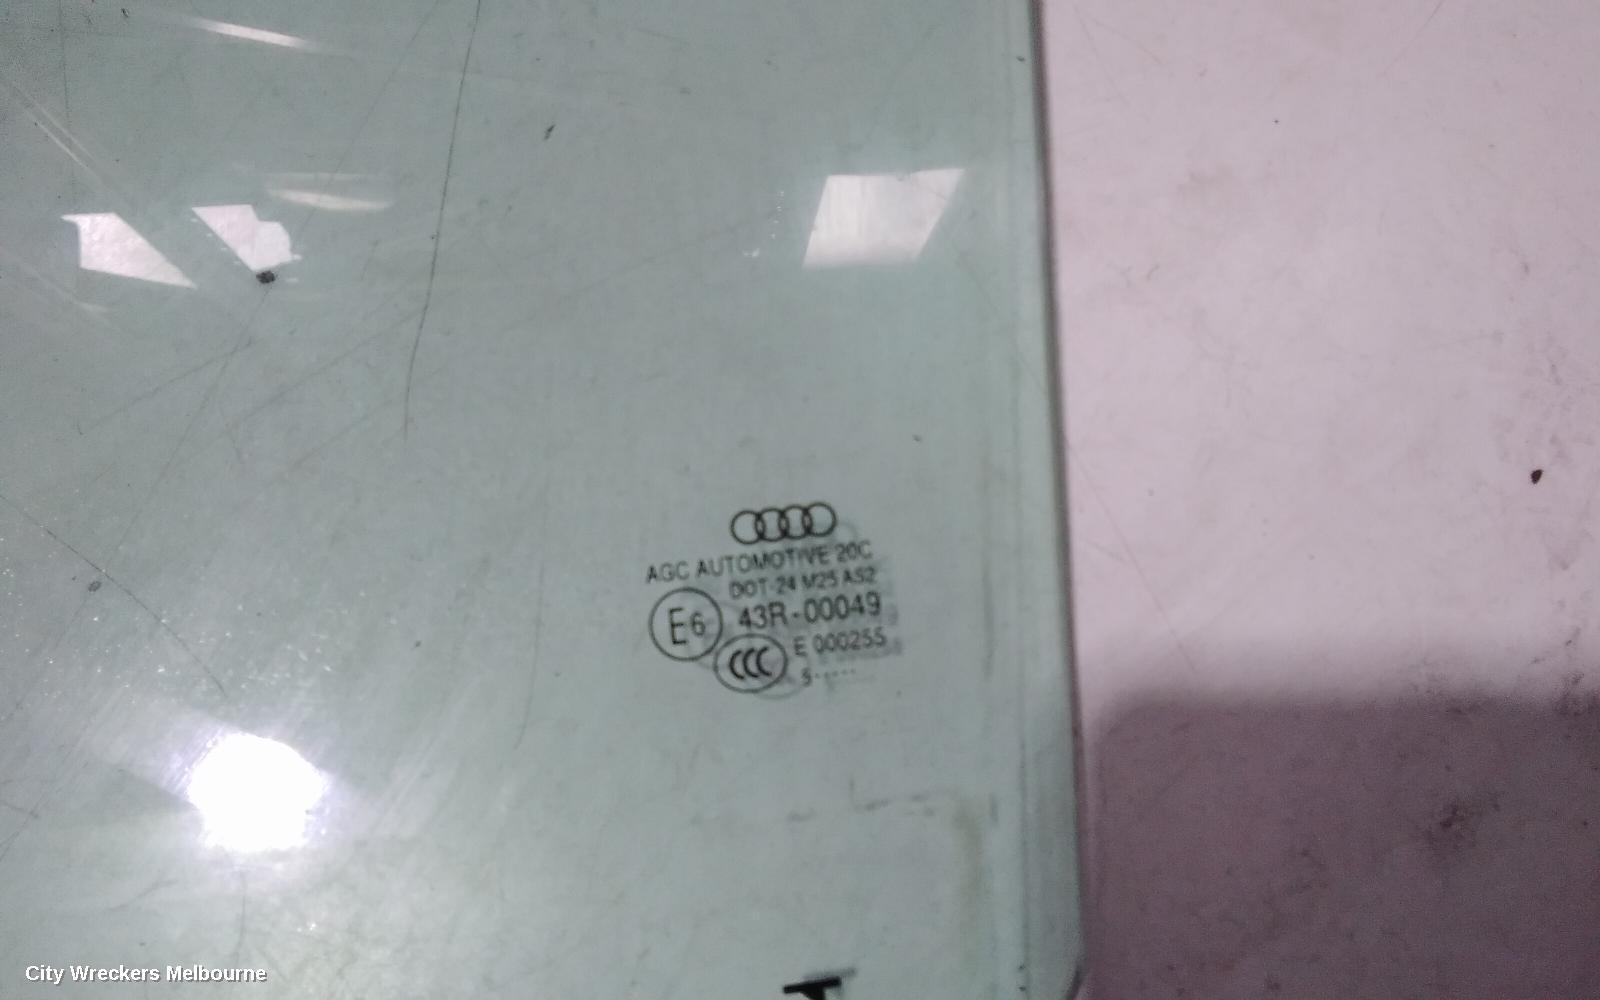 AGC AUTOMOTIVE 20C
DOT-24 M25 AS2
E6 43R-00049
CCC E 000255
§·····
City Wreckers Melbourne